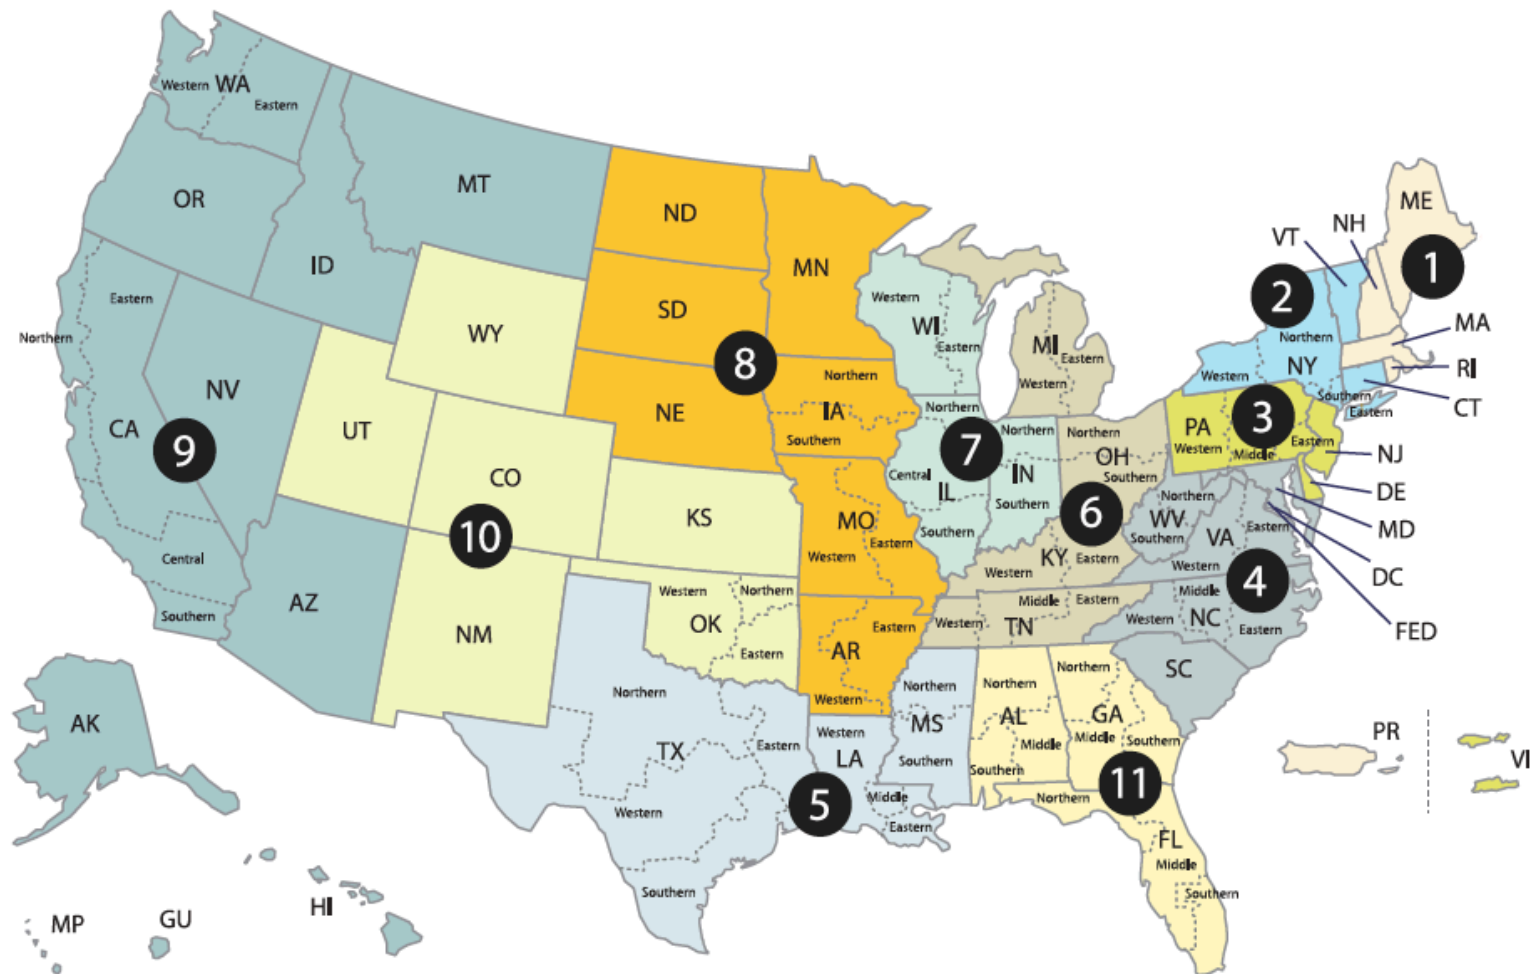 WA
Western
Eastern
OR
MT
ID
WY
ND
SD
NE
MN
8
Northern
IA
Southern
Western
WI
Eastern
MI
Eastern
Western
ME
NH
VT
1
2
Northern
NY
Western
Southern
Eastern
MA
RI
CT
Eastern
Northern
NV
CA
9
Central
Southern
UT
CO
10
KS
AZ
NM
Western
Northern
OK
Eastern
MO
Western
Eastern
Eastern
AR
Western
Northern
7
Central
IL
Southern
Northern
IN
Southern
Northern
OH
Southern
6
KY
Western
Eastern
Middle
Eastern
Western
TN
PA
3
Western
Middle
Eastern
NJ
DE
MD
DC
FED
Northern
WV
Southern
VA
Eastern
Western
4
Middle
Western
NC
Eastern
SC
Northern
TX
Eastern
Western
Southern
Western
LA
5
Middle
Eastern
Northern
MS
Southern
Northern
AL
Middle
Southern
Northern
GA
Middle
Southern
11
Northern
FL
Middle
Southern
PR
VI
AK
HI
GU
MP